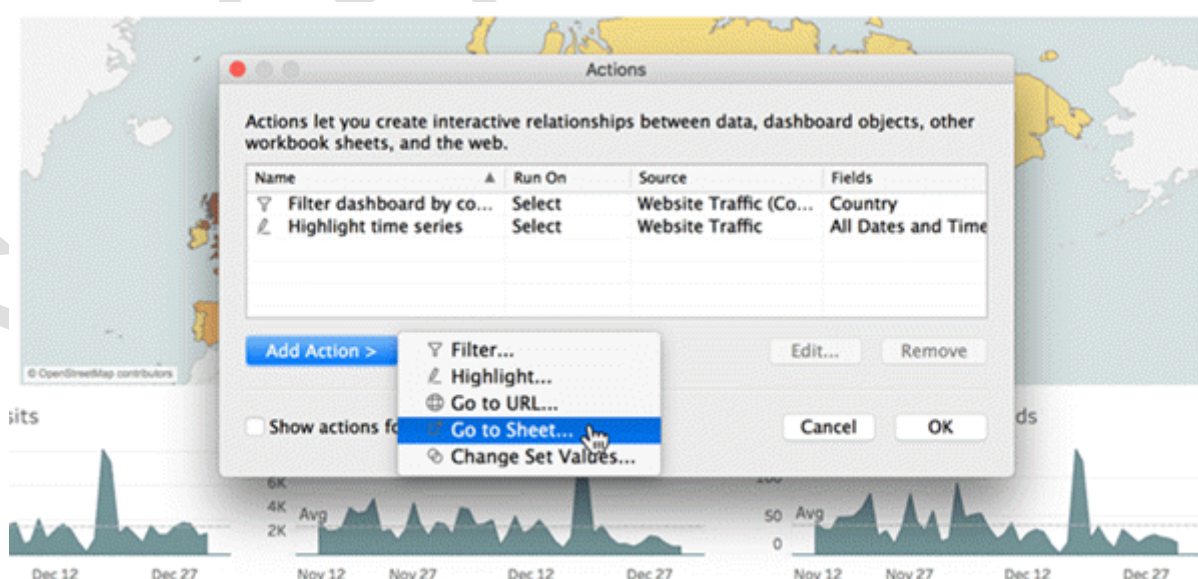 Actions
Actions let you create interactive relationships between data, dashboard objects, other
workbook sheets, and the web.
Name Run On Source Fields
Filter dashboard by co... Select Website Traffic (Co... Country
Highlight time series Select Website Traffic All Dates and Time
Add Action > Filter... Edit... Remove
Highlight...
© OpenStreetMap contributors
Go to URL...
Show actions fo Go to Sheet... Cancel OK
Change Set Values...
sits ds
6K 100
4K Avg 50 Avg
2K 0
Dec 12 Dec 27 Nov 12 Nov 27 Dec 12 Dec 27 Nov 12 Nov 27 Dec 12 Dec 27